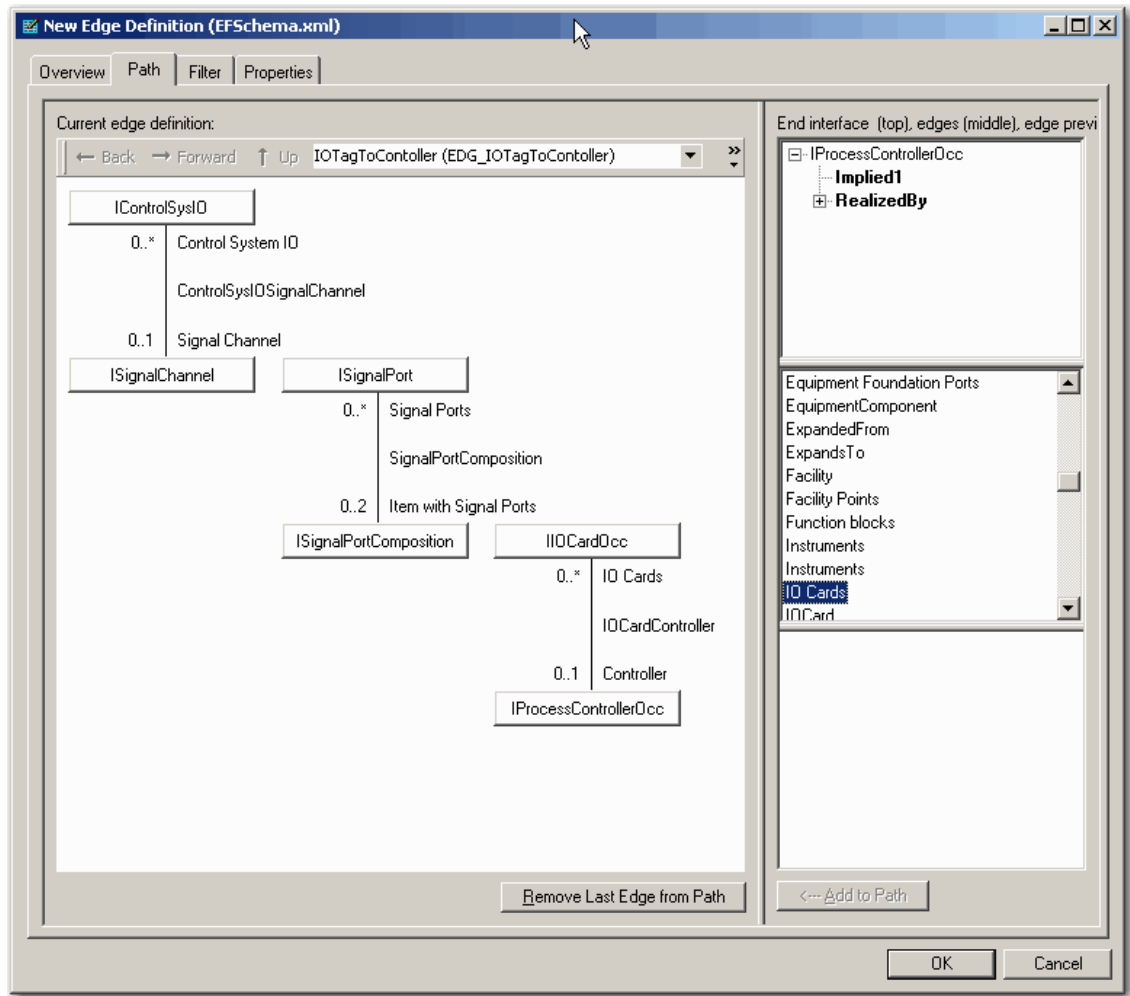 New Edge Definition (EFSchema.xml)
Overview Path Filter Properties
Current edge definition:
← Back → Forward ↑ Up IOTagToContoller (EDG_IOTagToContoller) »
IControlSysIO
0..* Control System IO
ControlSysIOSignalChannel
0..1 Signal Channel
ISignalChannel
ISignalPort
0..* Signal Ports
SignalPortComposition
0..2 Item with Signal Ports
ISignalPortComposition
IIOCardOcc
0..* IO Cards
IOCardController
0..1 Controller
IProcessControllerOcc
Remove Last Edge from Path
End interface (top), edges (middle), edge previ
IProcessControllerOcc
Implied1
RealizedBy
Equipment Foundation Ports
EquipmentComponent
ExpandedFrom
ExpandsTo
Facility
Facility Points
Function blocks
Instruments
Instruments
IO Cards
IOCard
<--- Add to Path
OK Cancel